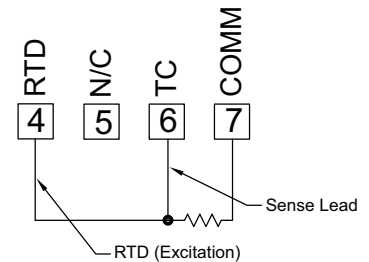 RTD
N/C
TC
COMM
4
5
6
7
Sense Lead
RTD (Excitation)